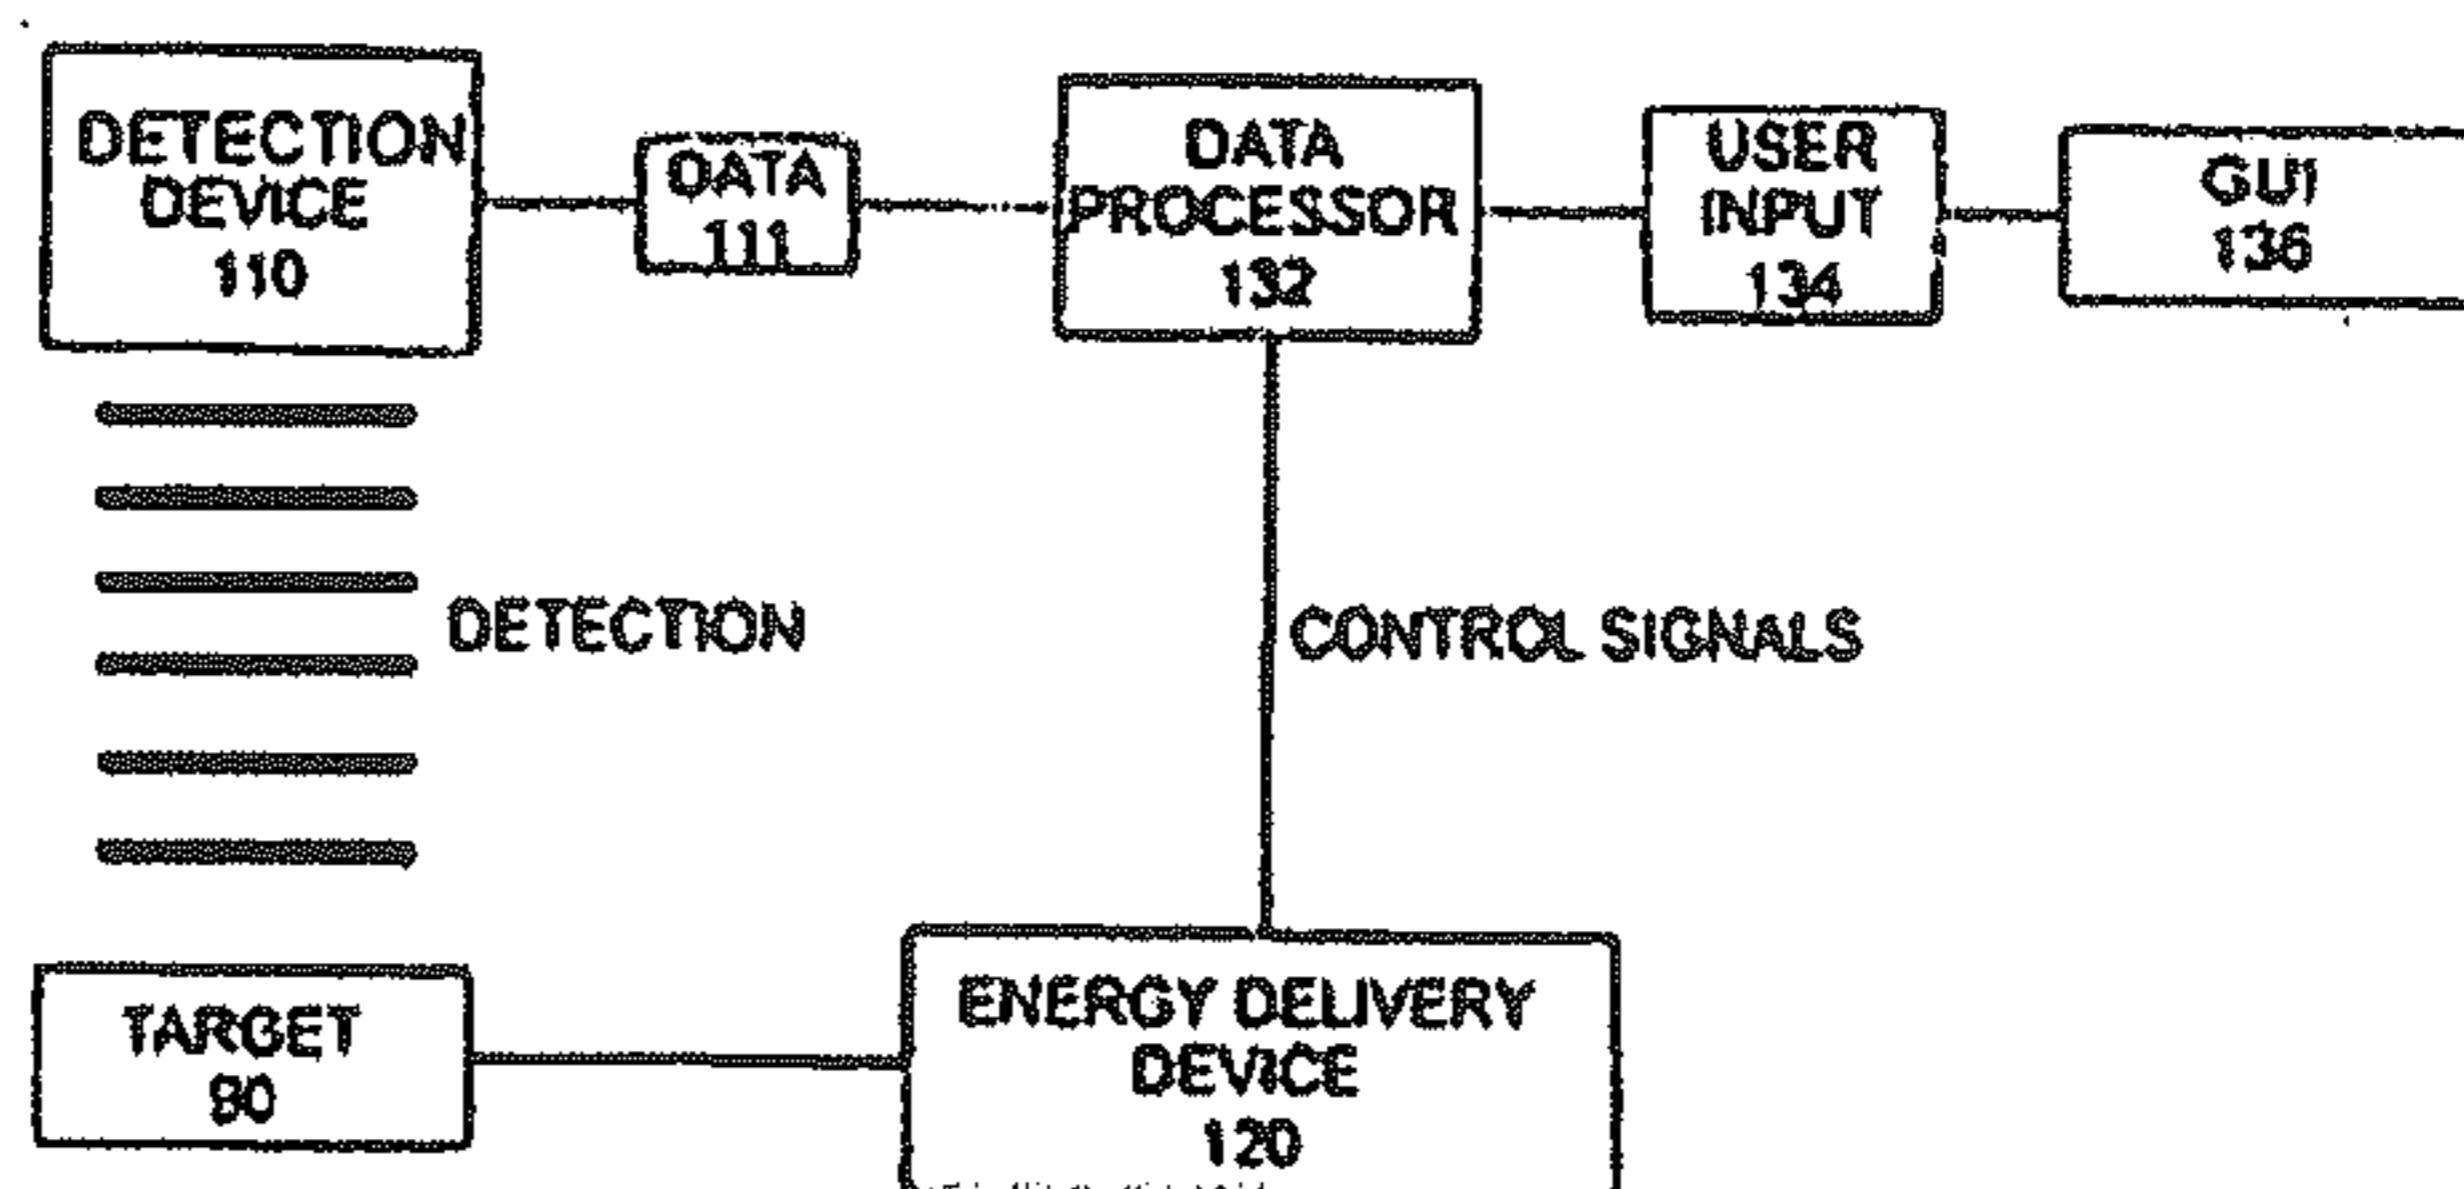 DETECTION
DEVICE
110
DATA
111
DATA
PROCESSOR
132
USER
INPUT
134
GUI
136
DETECTION
CONTROL SIGNALS
TARGET
90
ENERGY DELIVERY
DEVICE
120